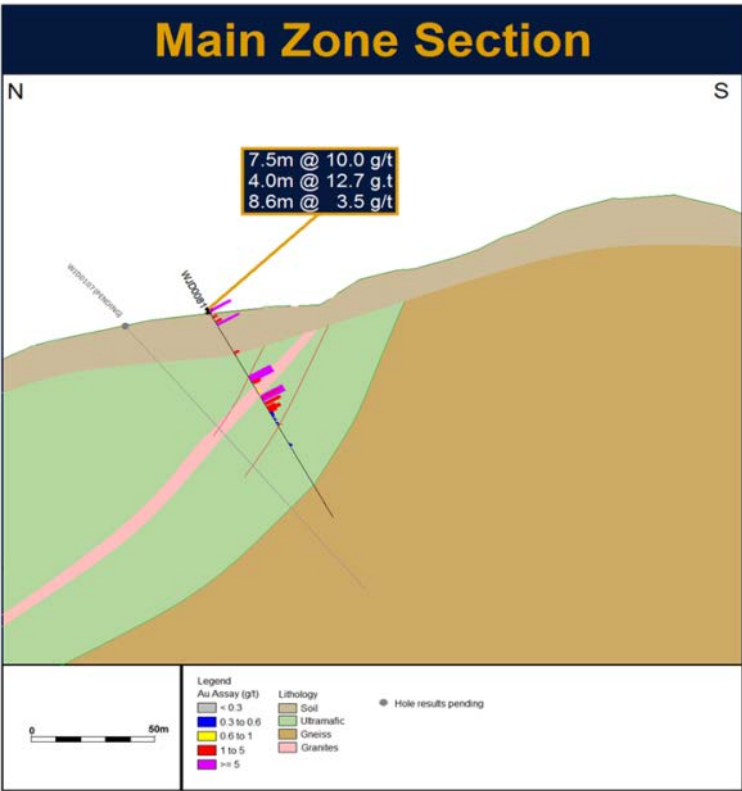 Main Zone Section
N
S
7.5m @ 10.0 g/t
4.0m @ 12.7 g.t
8.6m @ 3.5 g/t
WJD0107 (PENDING)
WJD0081
0
50m
Legend
Au Assay (g/t)
< 0.3
0.3 to 0.6
0.6 to 1
1 to 5
>= 5
Lithology
Soil
Ultramafic
Gneiss
Granites
Hole results pending